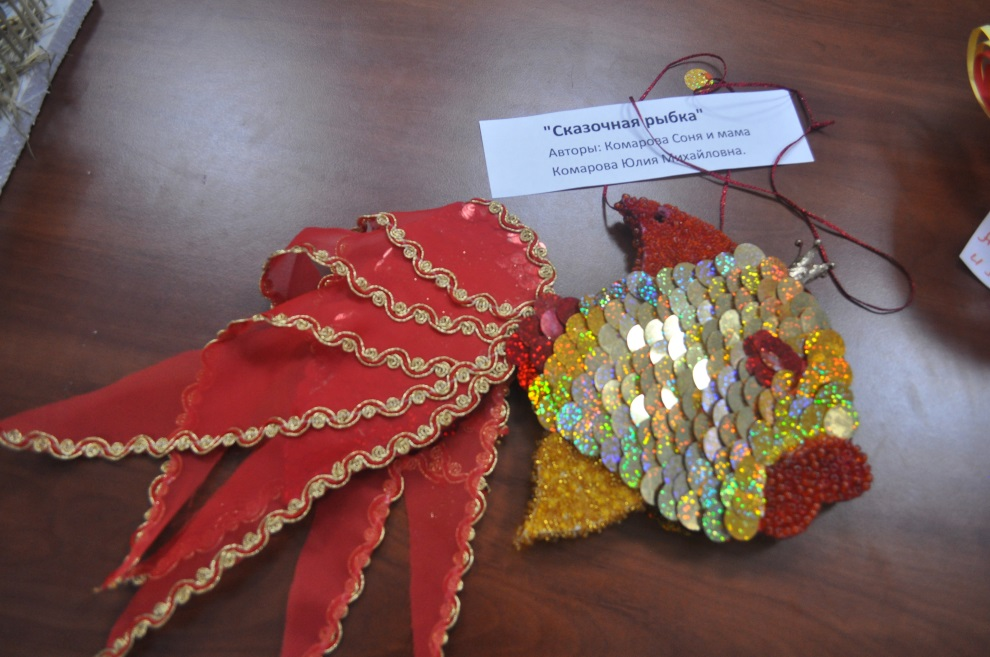 "Сказочная рыбка"
Авторы: Комарова Соня и мама
Комарова Юлия Михайловна.